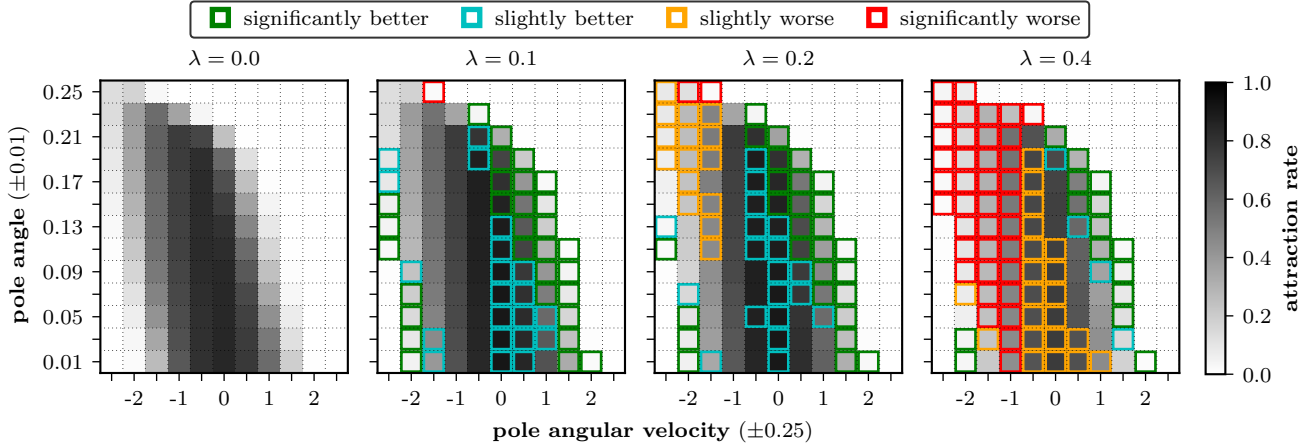 significantly better slightly better slightly worse significantly worse
λ = 0.0 λ = 0.1 λ = 0.2 λ = 0.4
pole angle (±0.01)
0.25
0.21
0.17
0.13
0.09
0.05
0.01
-2 -1 0 1 2 -2 -1 0 1 2 -2 -1 0 1 2 -2 -1 0 1 2
pole angular velocity (±0.25)
1.0
0.8
0.6
0.4
0.2
0.0
attraction rate